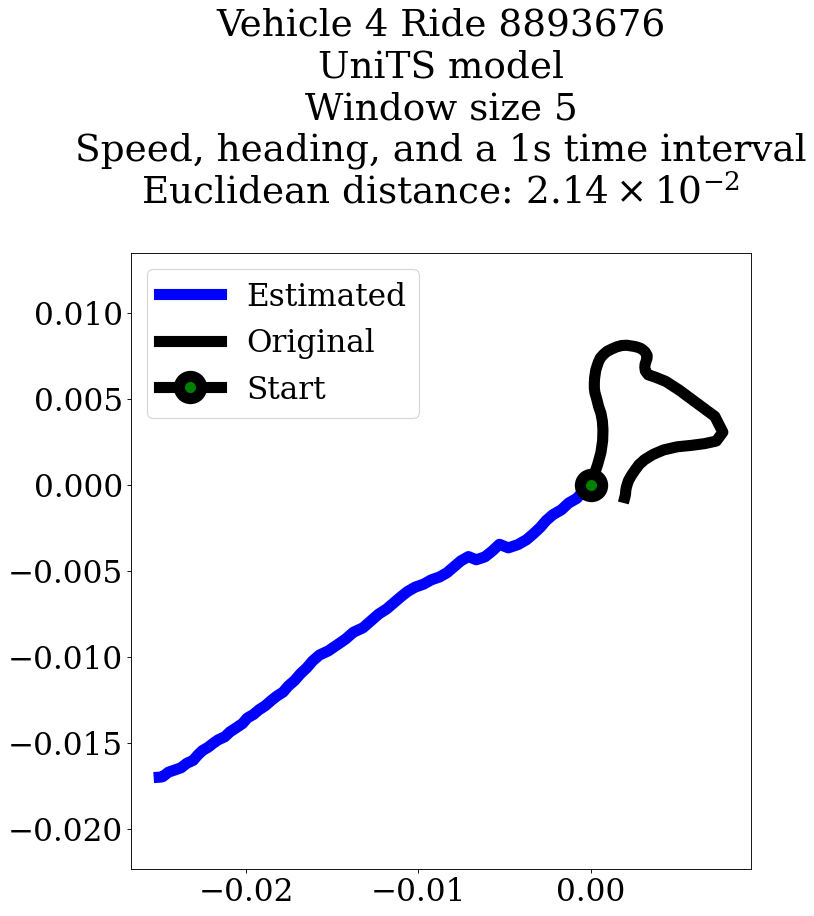 Vehicle 4 Ride 8893676
UniTS model
Window size 5
Speed, heading, and a 1s time interval
Euclidean distance: 2.14 × 10⁻²
Estimated
Original
Start
0.010
0.005
0.000
−0.005
−0.010
−0.015
−0.020
−0.02
−0.01
0.00